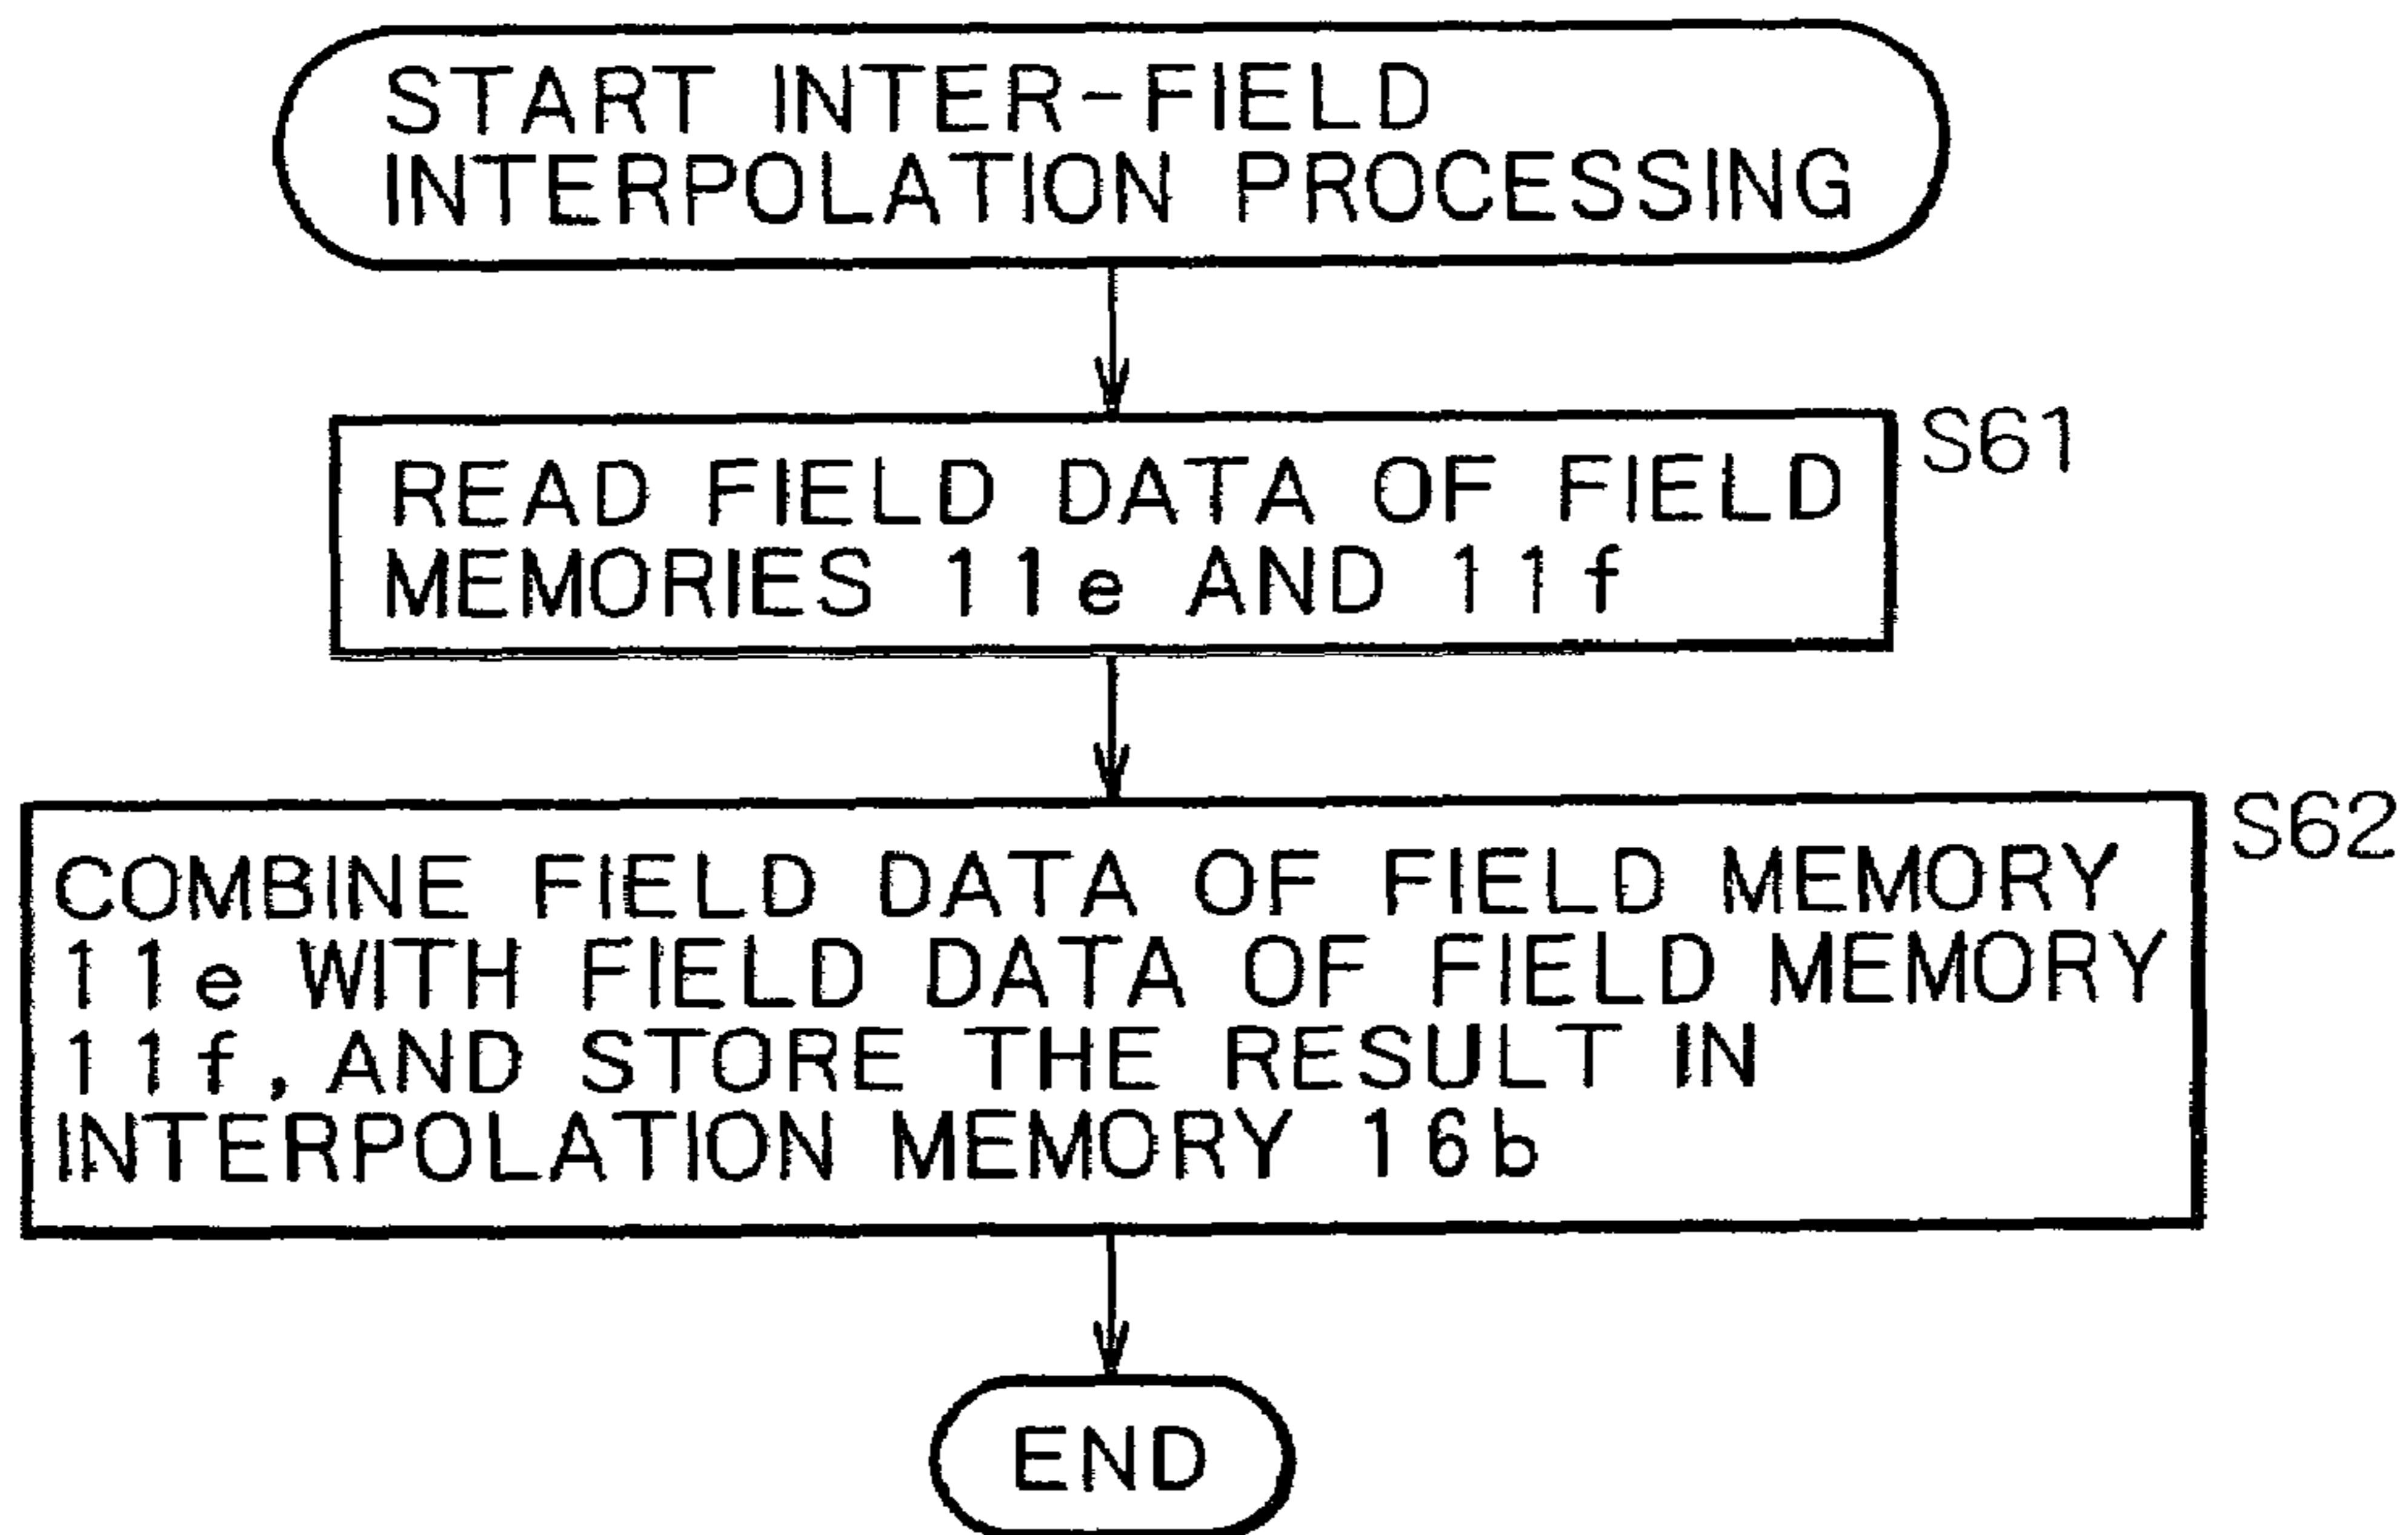 START INTER-FIELD
INTERPOLATION PROCESSING
S61
READ FIELD DATA OF FIELD
MEMORIES 11e AND 11f
S62
COMBINE FIELD DATA OF FIELD MEMORY
11e WITH FIELD DATA OF FIELD MEMORY
11f, AND STORE THE RESULT IN
INTERPOLATION MEMORY 16b
END